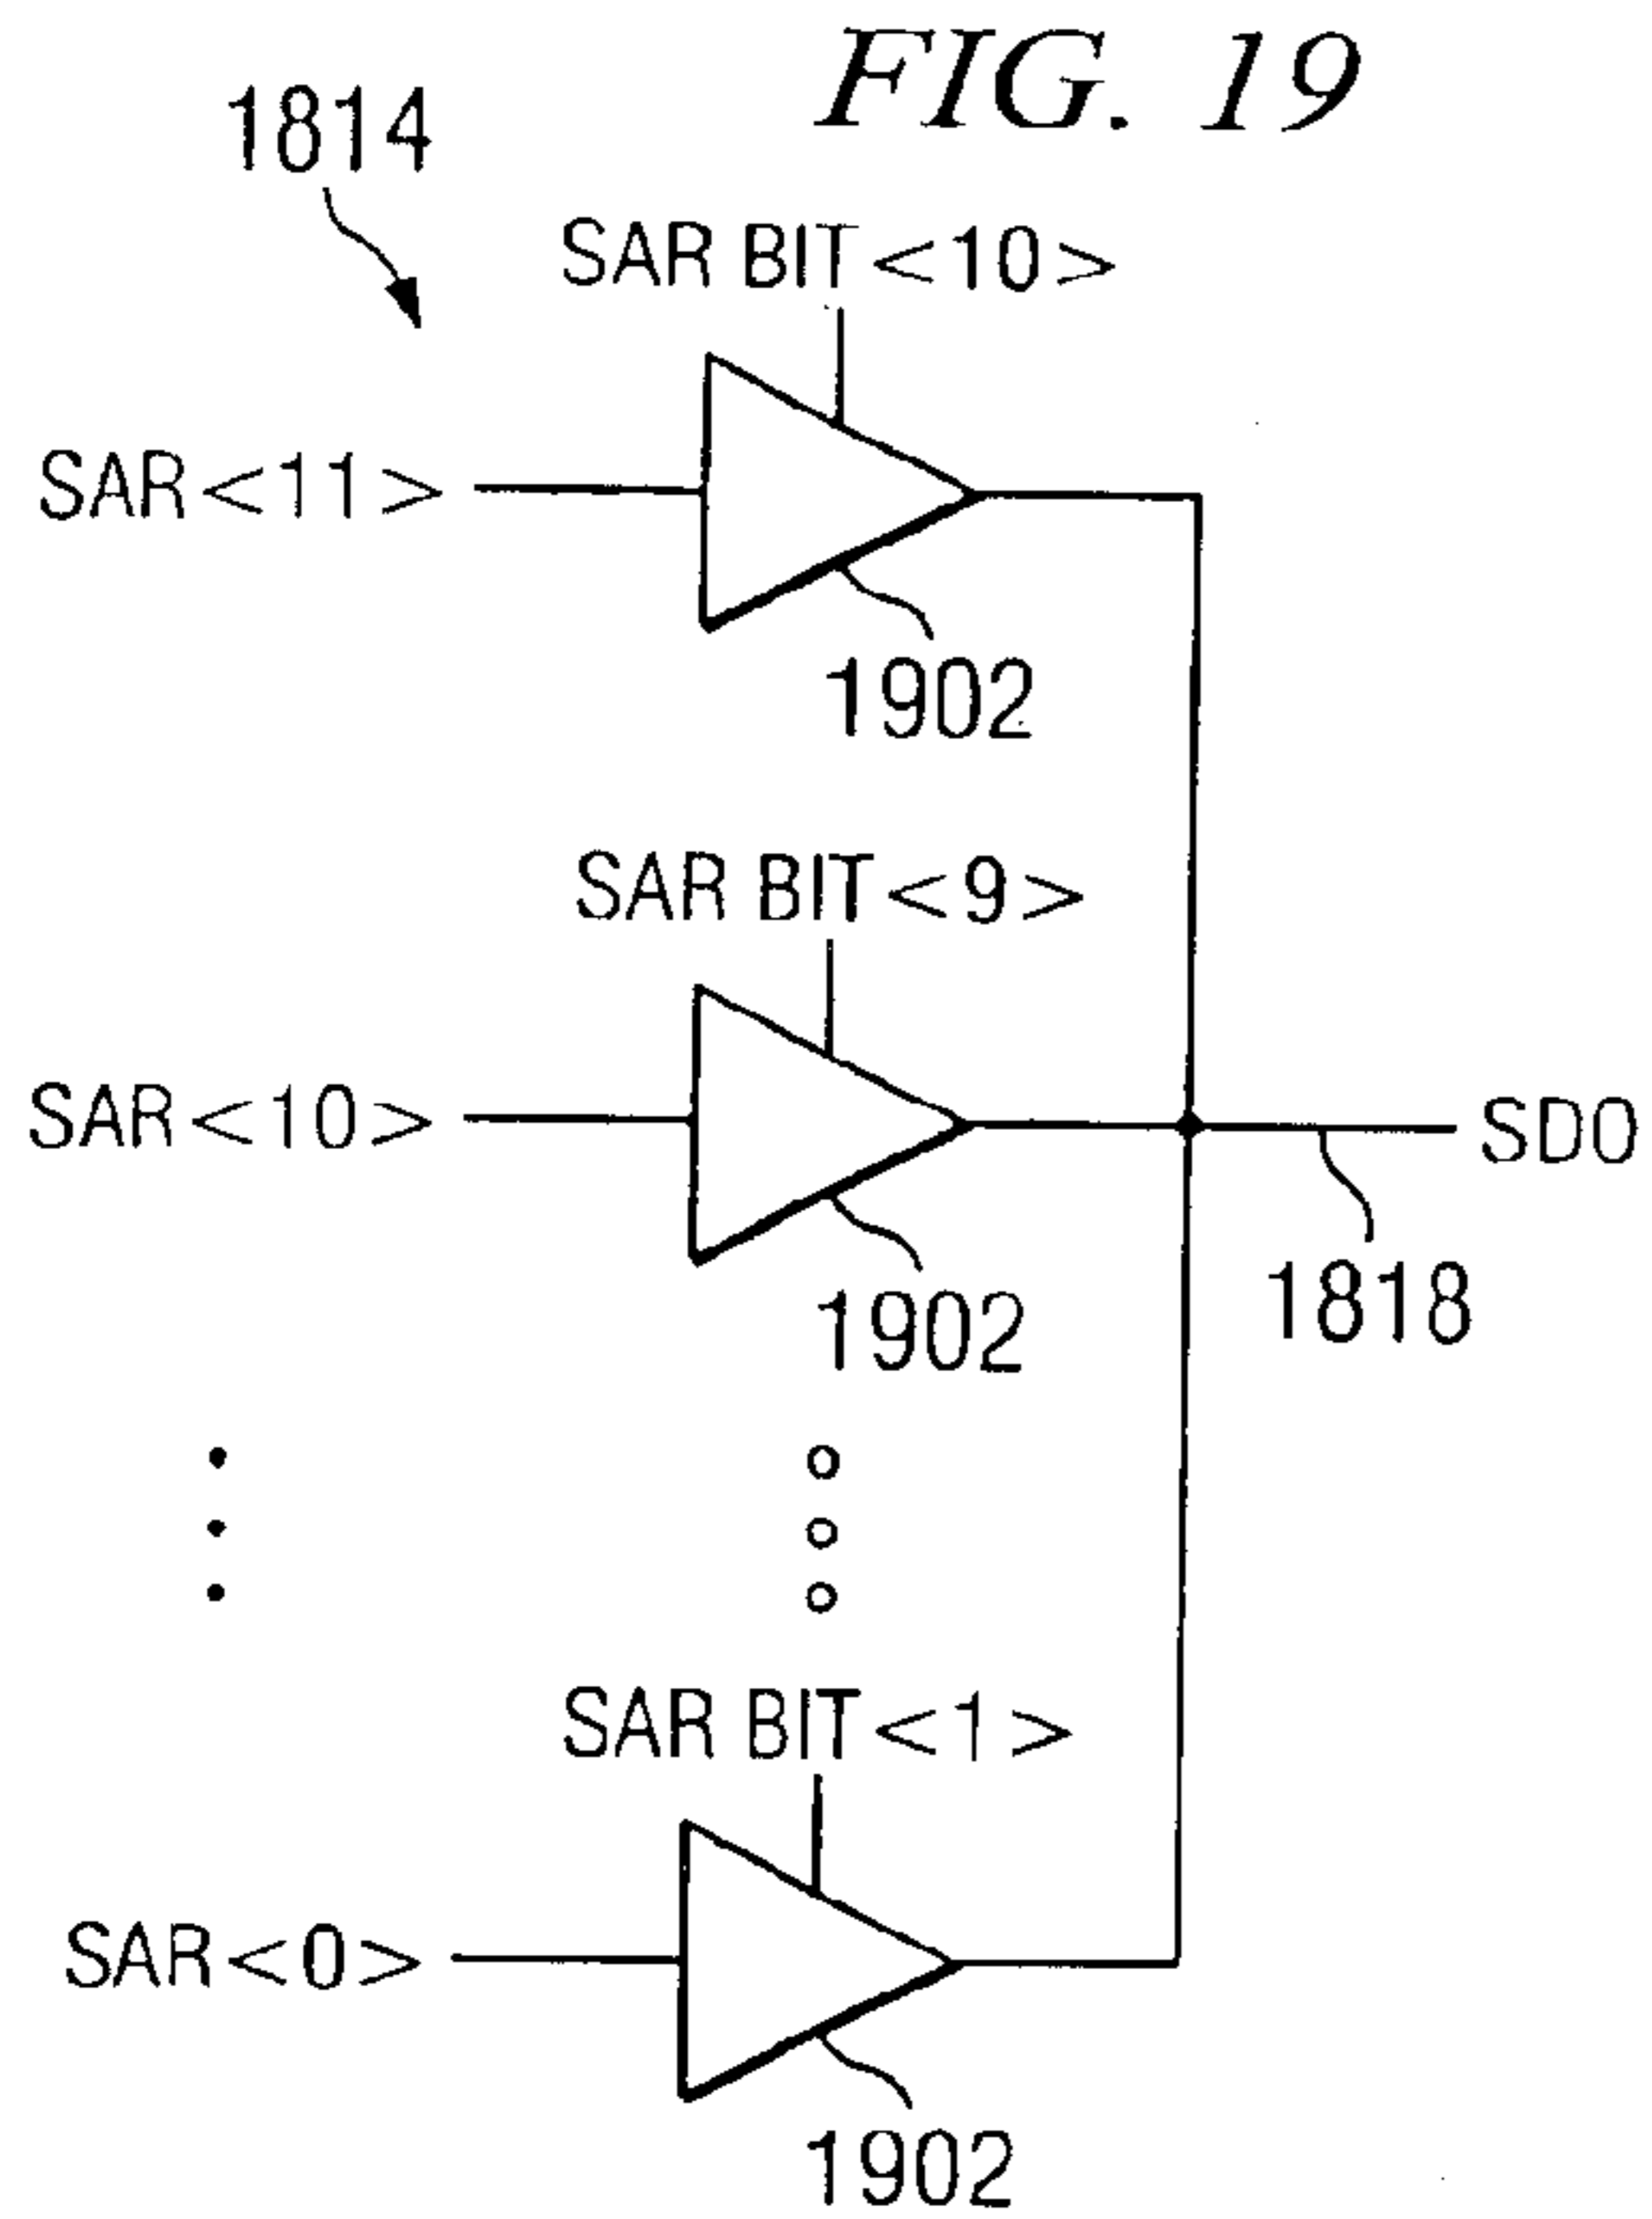 FIG. 19
1814
SAR BIT<10>
SAR<11>
1902
SAR BIT<9>
SAR<10>
SDO
1902
1818
SAR BIT<1>
SAR<0>
1902